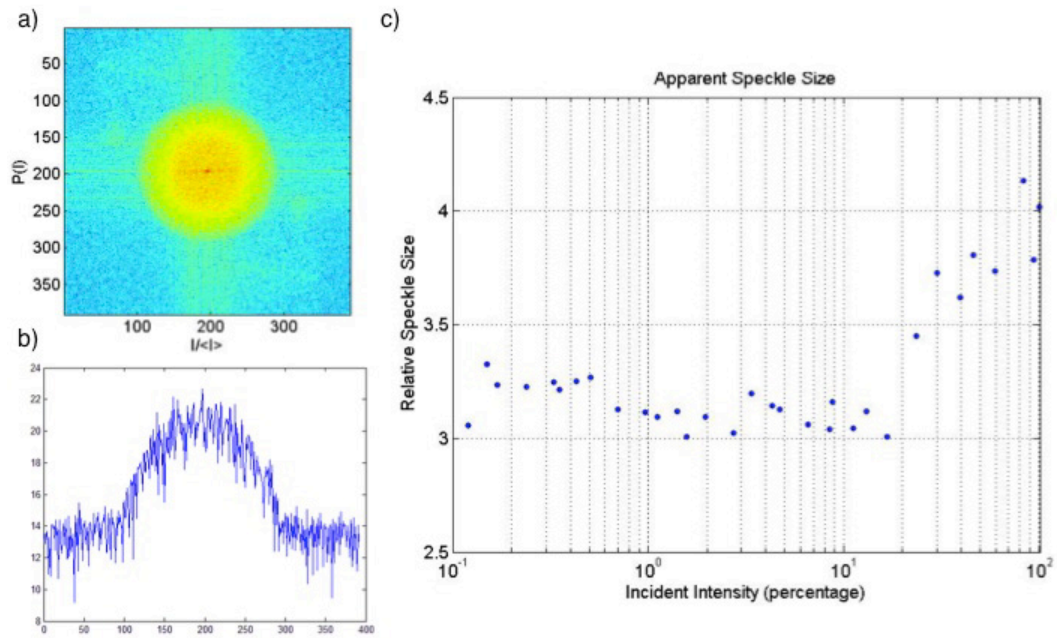 a)
50
100
150
200
250
300
350
P(I)
100 200 300
I/<I>
b)
24
22
20
18
16
14
12
10
8
0 50 100 150 200 250 300 350 400
c)
Apparent Speckle Size
4.5
4
3.5
3
2.5
Relative Speckle Size
10^-1 10^0 10^1 10^2
Incident Intensity (percentage)